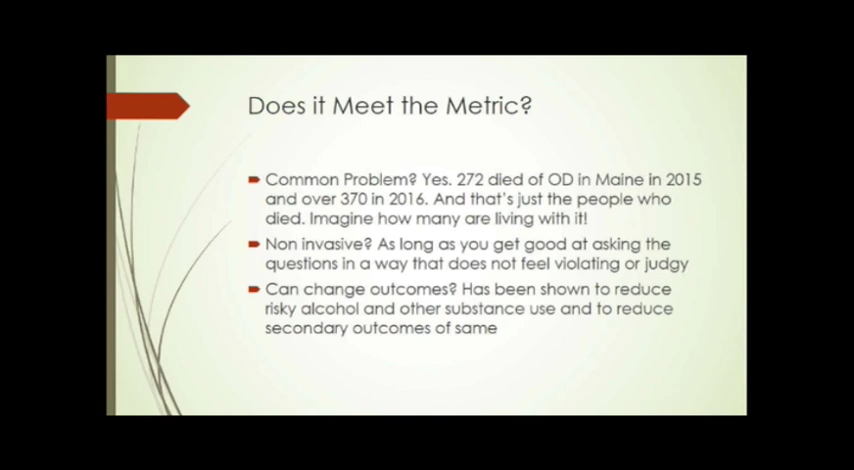 Does it Meet the Metric?
Common Problem? Yes. 272 died of OD in Maine in 2015
and over 370 in 2016. And that's just the people who
died. Imagine how many are living with it!
Non invasive? As long as you get good at asking the
questions in a way that does not feel violating or judgy
Can change outcomes? Has been shown to reduce
risky alcohol and other substance use and to reduce
secondary outcomes of same